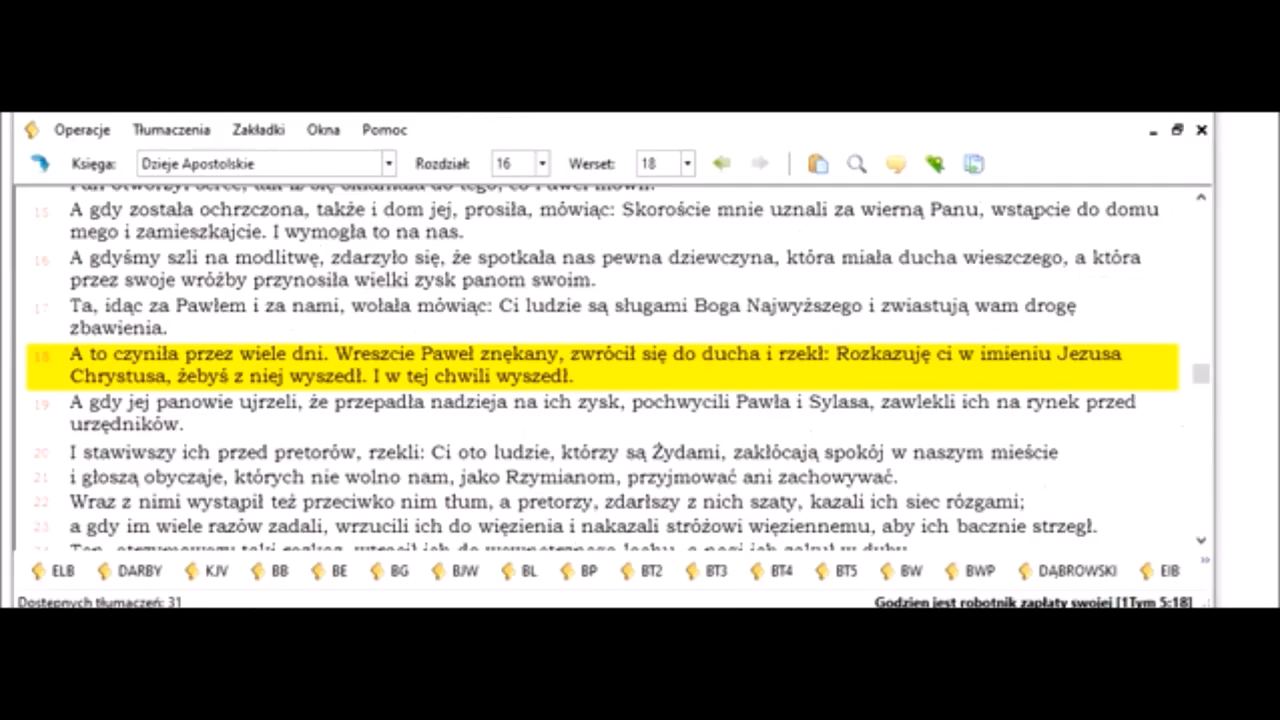 Operacje Tłumaczenia Zakładki Okna Pomoc
Księga: Dzieje Apostolskie Rozdział: 16 Werset: 18
15 A gdy została ochrzczona, także i dom jej, prosiła, mówiąc: Skoroście mnie uznali za wierną Panu, wstąpcie do domu
mego i zamieszkajcie. I wymogła to na nas.
16 A gdyśmy szli na modlitwę, zdarzyło się, że spotkała nas pewna dziewczyna, która miała ducha wieszczego, a która
przez swoje wróżby przynosiła wielki zysk panom swoim.
17 Ta, idąc za Pawłem i za nami, wołała mówiąc: Ci ludzie są sługami Boga Najwyższego i zwiastują wam drogę
zbawienia.
18 A to czyniła przez wiele dni. Wreszcie Paweł znękany, zwrócił się do ducha i rzekł: Rozkazuję ci w imieniu Jezusa
Chrystusa, żebyś z niej wyszedł. I w tej chwili wyszedł.
19 A gdy jej panowie ujrzeli, że przepadła nadzieja na ich zysk, pochwycili Pawła i Sylasa, zawlekli ich na rynek przed
urzędników.
20 I stawiwszy ich przed pretorów, rzekli: Ci oto ludzie, którzy są Żydami, zakłócają spokój w naszym mieście
21 i głoszą obyczaje, których nie wolno nam, jako Rzymianom, przyjmować ani zachowywać.
22 Wraz z nimi wystąpił też przeciwko nim tłum, a pretorzy, zdarłszy z nich szaty, kazali ich siec rózgami;
23 a gdy im wiele razów zadali, wrzucili ich do więzienia i nakazali stróżowi więziennemu, aby ich bacznie strzegł.
ELB DARBY KJV BB BE BG BJW BL BP BT2 BT3 BT4 BT5 BW BWP DĄBROWSKI EIB
Dostępnych tłumaczeń: 31 Godzien jest robotnik zapłaty swojej [1Tym 5:18]